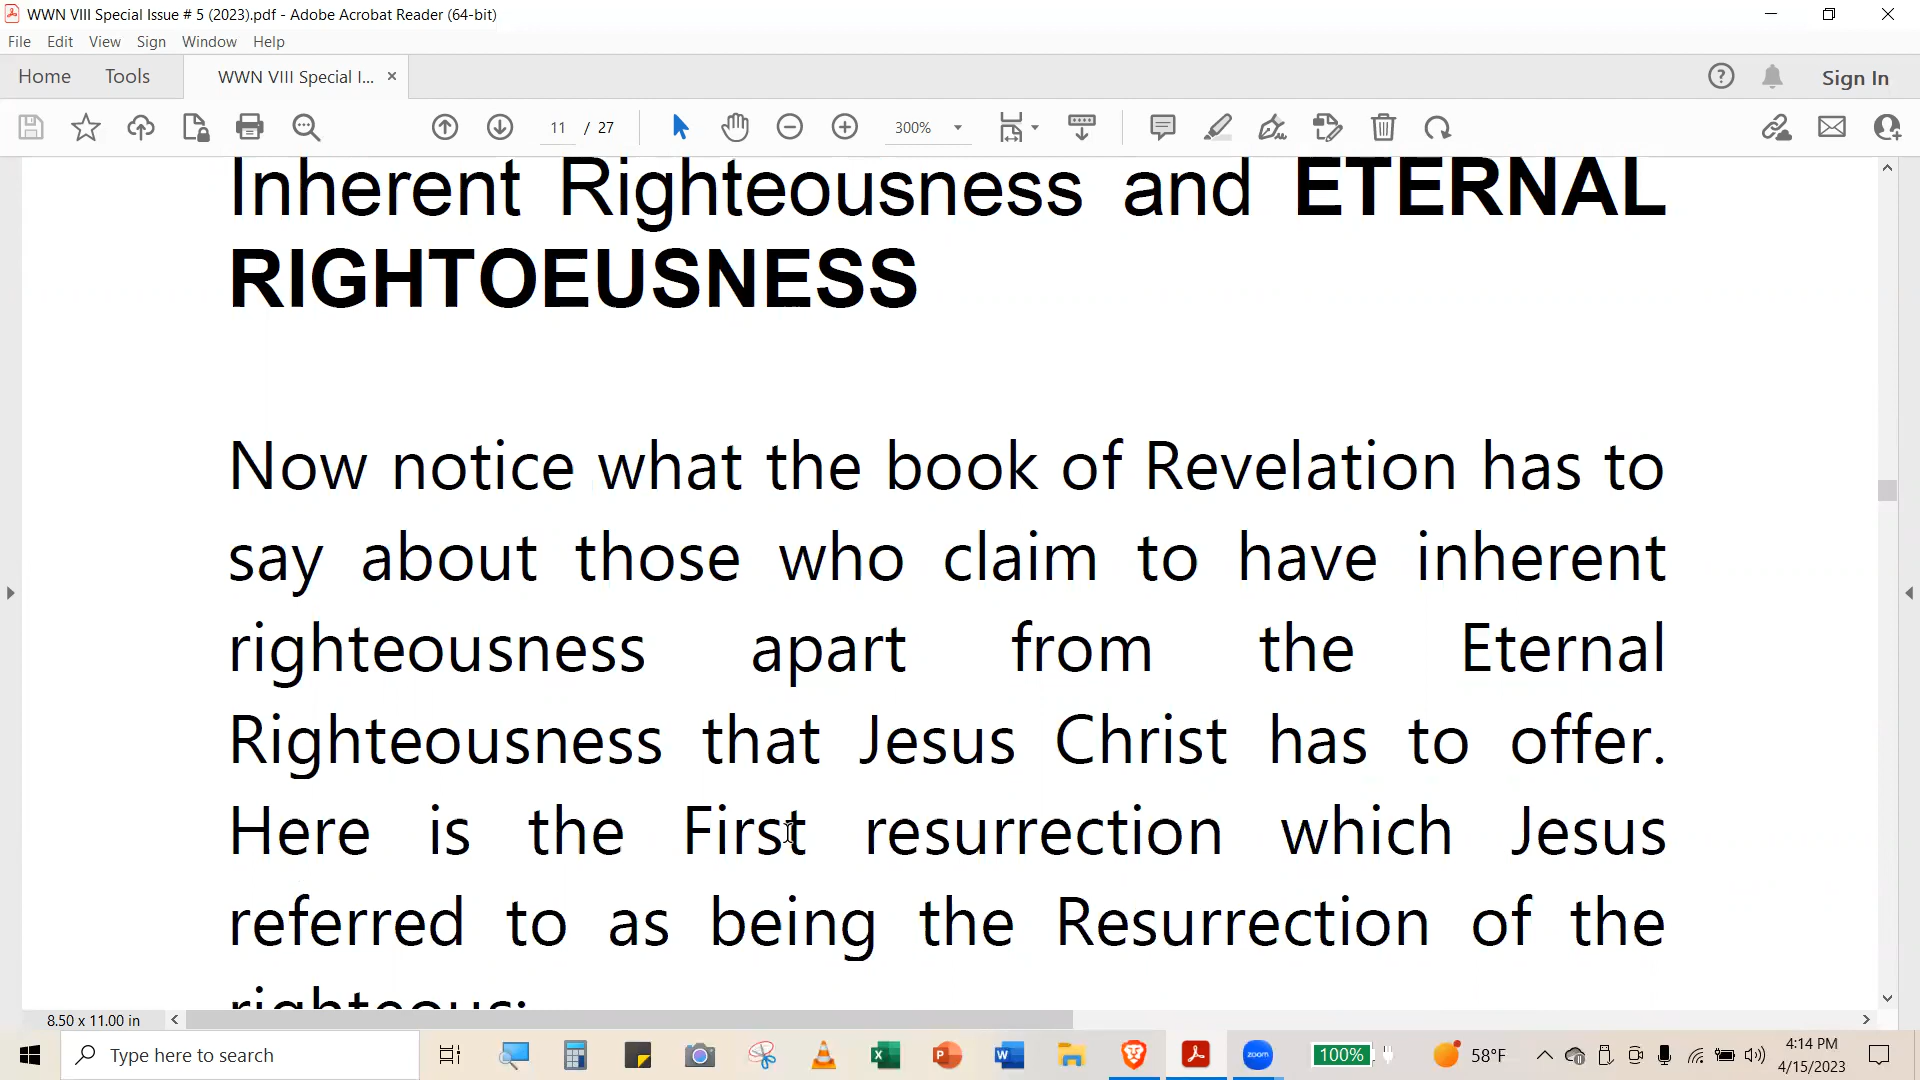 WWN VIII Special Issue # 5 (2023).pdf - Adobe Acrobat Reader (64-bit)
File Edit View Sign Window Help
Home Tools WWN VIII Special I... × Sign In
11 / 27 300%
Inherent Righteousness and ETERNAL
RIGHTOEUSNESS
Now notice what the book of Revelation has to
say about those who claim to have inherent
righteousness apart from the Eternal
Righteousness that Jesus Christ has to offer.
Here is the First resurrection which Jesus
referred to as being the Resurrection of the
righteous:
8.50 x 11.00 in
Type here to search zoom 100% 58°F 4:14 PM
4/15/2023